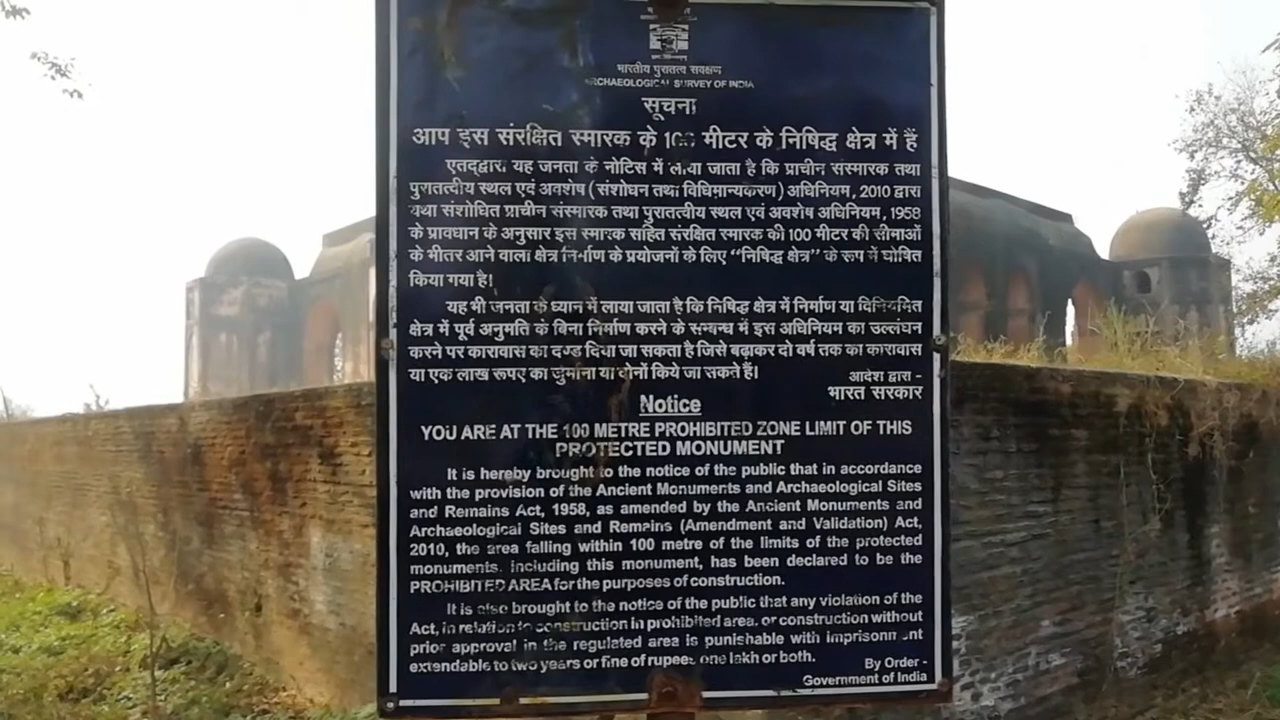 भारतीय पुरातत्व सर्वेक्षण
ARCHAEOLOGICAL SURVEY OF INDIA
सूचना
आप इस संरक्षित स्मारक के 100 मीटर के निषिद्ध क्षेत्र में हैं
एतद्द्वारा यह जनता के नोटिस में लाया जाता है कि प्राचीन संस्मारक तथा
पुरातत्वीय स्थल एवं अवशेष (संशोधन तथा विधिमान्यकरण) अधिनियम, 2010 द्वारा
यथा संशोधित प्राचीन संस्मारक तथा पुरातत्वीय स्थल एवं अवशेष अधिनियम, 1958
के प्रावधान के अनुसार इस स्मारक सहित संरक्षित स्मारक की 100 मीटर की सीमाओं
के भीतर आने वाला क्षेत्र निर्माण के प्रयोजनों के लिए “निषिद्ध क्षेत्र” के रूप में घोषित
किया गया है।
यह भी जनता के ध्यान में लाया जाता है कि निषिद्ध क्षेत्र में निर्माण या विनियमित
क्षेत्र में पूर्व अनुमति के बिना निर्माण करने के सम्बन्ध में इस अधिनियम का उल्लंघन
करने पर कारावास का दण्ड दिया जा सकता है जिसे बढ़ाकर दो वर्ष तक का कारावास
या एक लाख रूपए का जुर्माना या दोनों किये जा सकते हैं।
आदेश द्वारा -
भारत सरकार
Notice
YOU ARE AT THE 100 METRE PROHIBITED ZONE LIMIT OF THIS
PROTECTED MONUMENT
It is hereby brought to the notice of the public that in accordance
with the provision of the Ancient Monuments and Archaeological Sites
and Remains Act, 1958, as amended by the Ancient Monuments and
Archaeological Sites and Remains (Amendment and Validation) Act,
2010, the area falling within 100 metre of the limits of the protected
monuments, including this monument, has been declared to be the
PROHIBITED AREA for the purposes of construction.
It is also brought to the notice of the public that any violation of the
Act, in relation to construction in prohibited area, or construction without
prior approval in the regulated area is punishable with imprisonment
extendable to two years or fine of rupees one lakh or both.
By Order -
Government of India